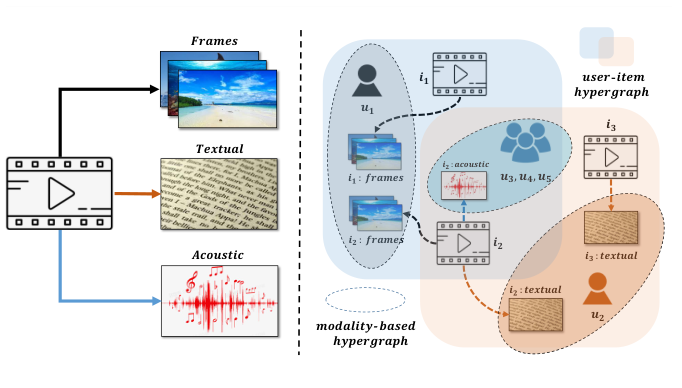 Frames
Textual
Acoustic
i1
u1
i1: frames
i2: frames
user-item
hypergraph
i3
i2: acoustic
u3, u4, u5
i2
i3: textual
i2: textual
u2
modality-based
hypergraph